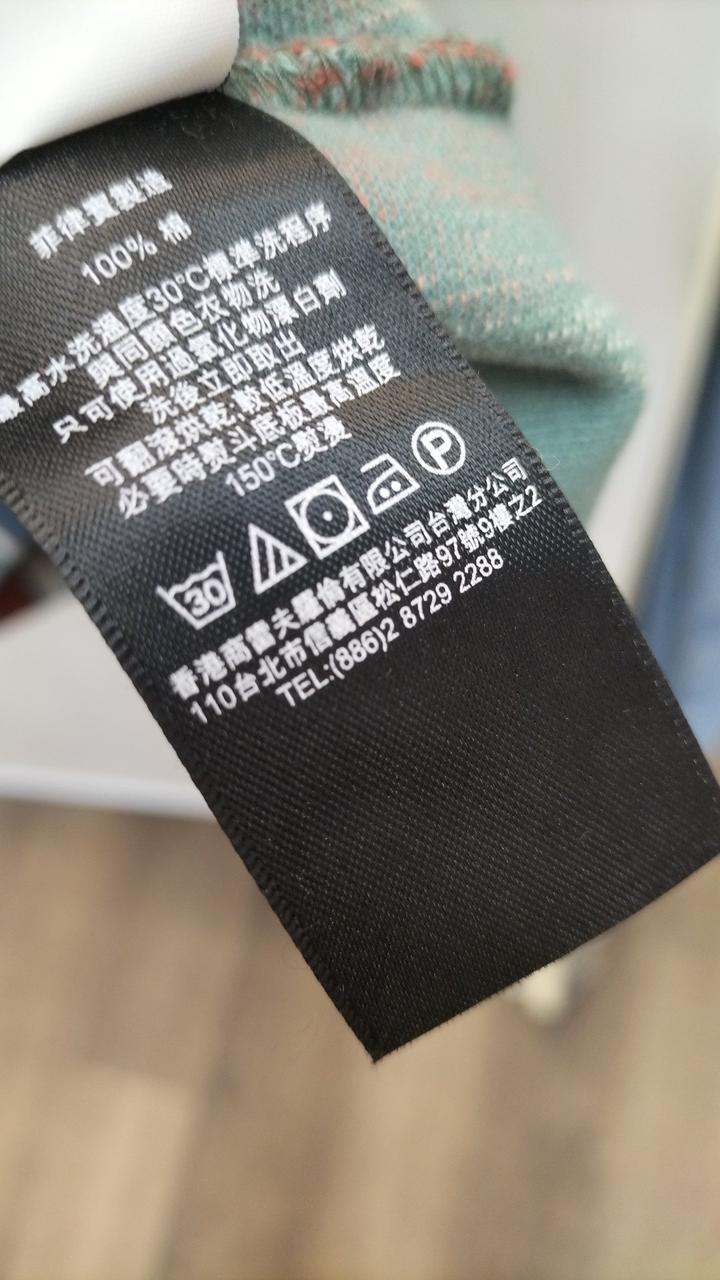 菲律賓製造
100% 棉
最高水洗溫度30°C標準洗程序
與同顏色衣物洗
只可使用過氧化物漂白劑
洗後立即取出
可翻滾烘乾,較低溫度烘乾
必要時熨斗底板最高溫度
150°C熨燙
30 P
香港商雷夫羅倫有限公司台灣分公司
110台北市信義區松仁路97號9樓之2
TEL:(886)2 8729 2288